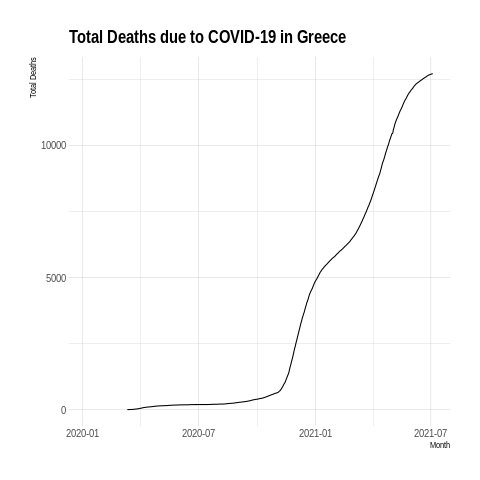 Total Deaths due to COVID-19 in Greece
Total Deaths
10000
5000
0
2020-01 2020-07 2021-01 2021-07
Month